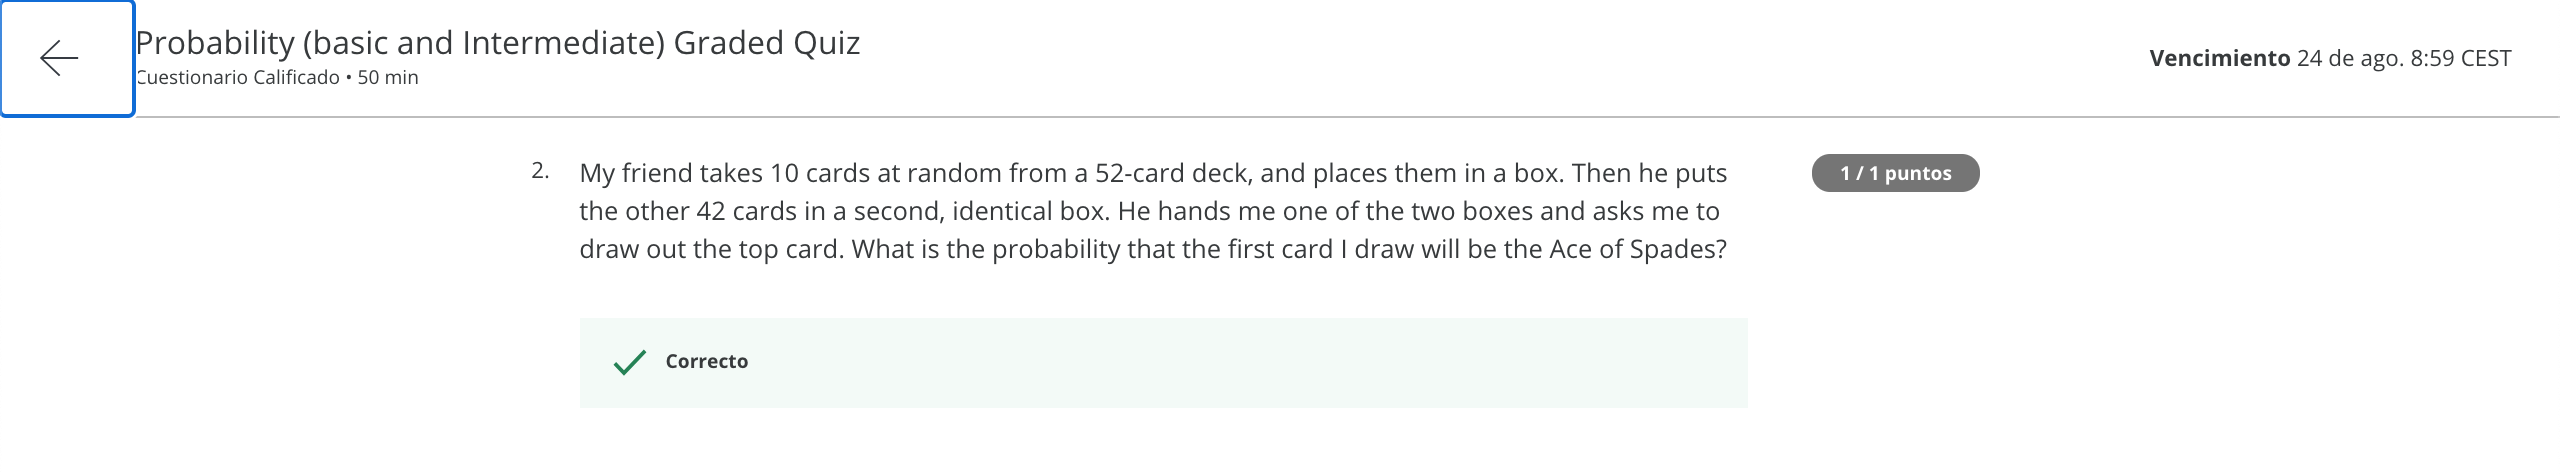 Probability (basic and Intermediate) Graded Quiz
Cuestionario Calificado • 50 min
Vencimiento 24 de ago. 8:59 CEST
2. My friend takes 10 cards at random from a 52-card deck, and places them in a box. Then he puts
the other 42 cards in a second, identical box. He hands me one of the two boxes and asks me to
draw out the top card. What is the probability that the first card I draw will be the Ace of Spades?
1 / 1 puntos
Correcto